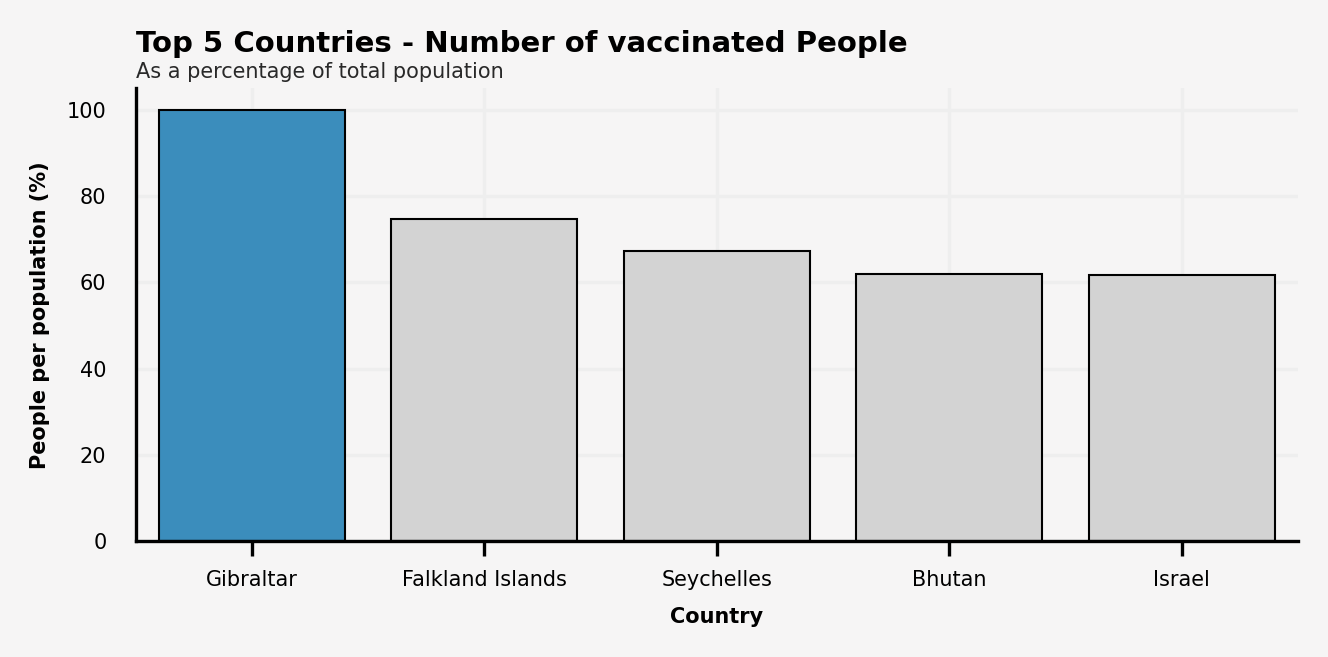 Top 5 Countries - Number of vaccinated People
As a percentage of total population
People per population (%)
100
80
60
40
20
0
Gibraltar
Falkland Islands
Seychelles
Bhutan
Israel
Country